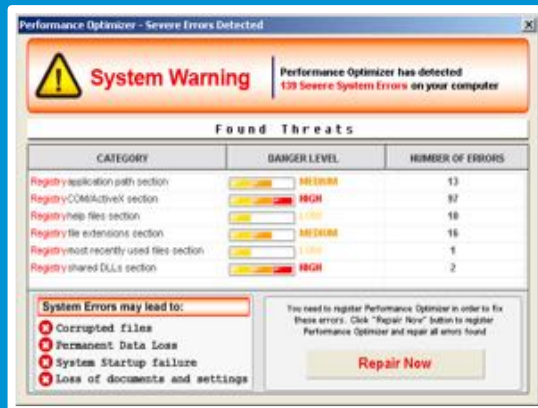 Performance Optimizer - Severe Errors Detected
System Warning
Performance Optimizer has detected
139 Severe System Errors on your computer
Found Threats
CATEGORY DANGER LEVEL NUMBER OF ERRORS
Registry application path section MEDIUM 13
Registry COM/ActiveX section HIGH 97
Registry help files section LOW 10
Registry file extensions section MEDIUM 16
Registry most recently used files section LOW 1
Registry shared DLLs section HIGH 2
System Errors may lead to:
Corrupted files
Permanent Data Loss
System Startup failure
Loss of documents and settings
You need to register Performance Optimizer in order to fix
these errors. Click "Repair Now" button to register
Performance Optimizer and repair all errors found
Repair Now